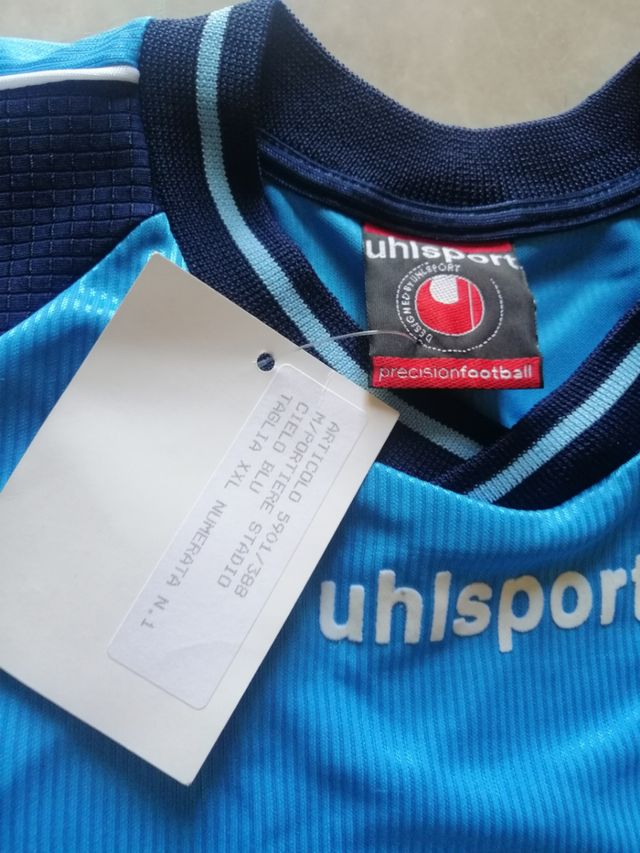 uhlsport
DESIGNED BY UHLSPORT
precisionfootball
ARTICOLO 5901/388
M/PORTIERE STADIO
CIELO BLU
TAGLIA XXL NUMERATA N.1
uhlsport